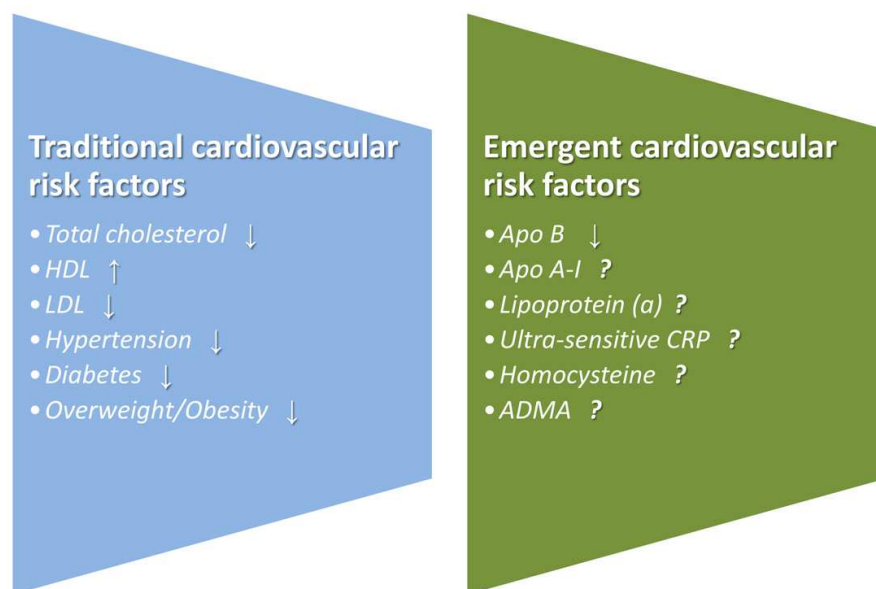 Traditional cardiovascular
risk factors
• Total cholesterol ↓
• HDL ↑
• LDL ↓
• Hypertension ↓
• Diabetes ↓
• Overweight/Obesity ↓
Emergent cardiovascular
risk factors
• Apo B ↓
• Apo A-I ?
• Lipoprotein (a) ?
• Ultra-sensitive CRP ?
• Homocysteine ?
• ADMA ?